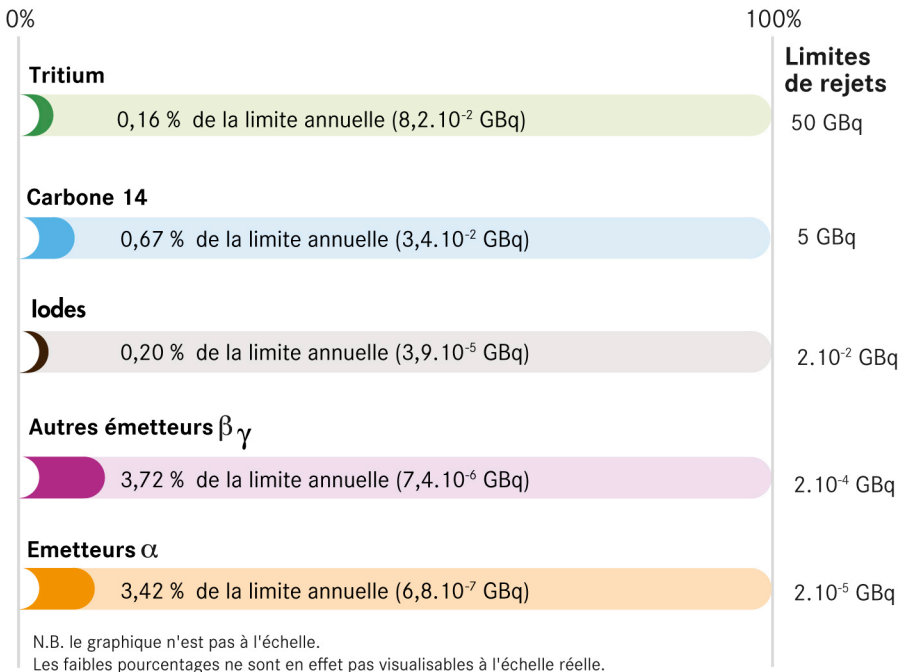 0%
100%
Limites
de rejets
Tritium
0,16 % de la limite annuelle (8,2.10⁻² GBq)
50 GBq
Carbone 14
0,67 % de la limite annuelle (3,4.10⁻² GBq)
5 GBq
Iodes
0,20 % de la limite annuelle (3,9.10⁻⁵ GBq)
2.10⁻² GBq
Autres émetteurs β γ
3,72 % de la limite annuelle (7,4.10⁻⁶ GBq)
2.10⁻⁴ GBq
Emetteurs α
3,42 % de la limite annuelle (6,8.10⁻⁷ GBq)
2.10⁻⁵ GBq
N.B. le graphique n'est pas à l'échelle.
Les faibles pourcentages ne sont en effet pas visualisables à l'échelle réelle.